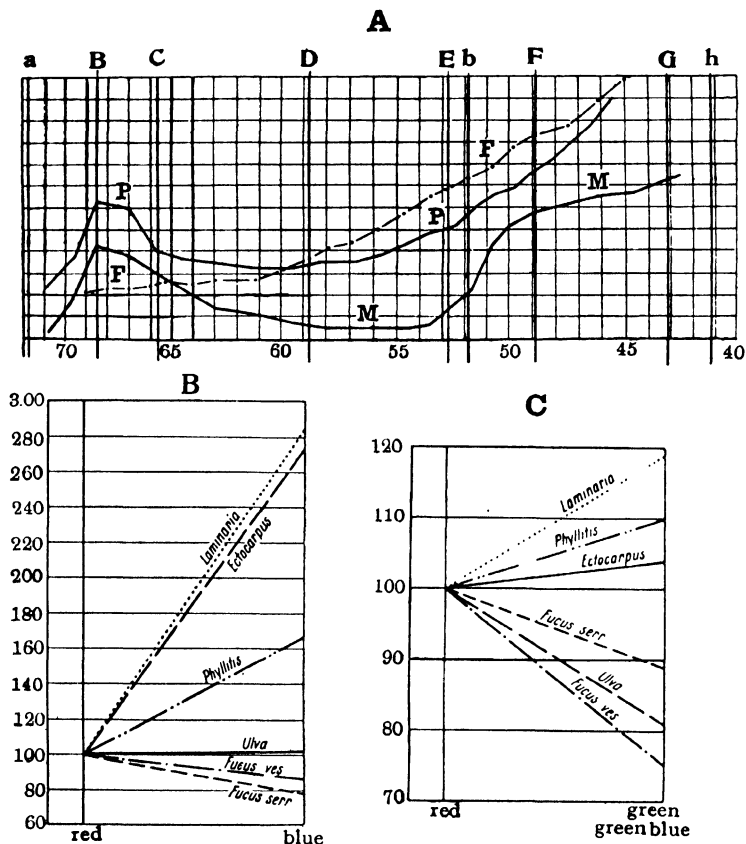 A
a B C D E b F G h
F
P
P M
F
M
70 65 60 55 50 45 40
B
3.00
280
260
240
220
200
180
160
140
120
100
80
60
Laminaria
Ectocarpus
Phyllitis
Ulva
Fucus ves
Fucus serr
red blue
C
120
110
100
90
80
70
Laminaria
Phyllitis
Ectocarpus
Fucus serr
Ulva
Fucus ves
red green
green blue